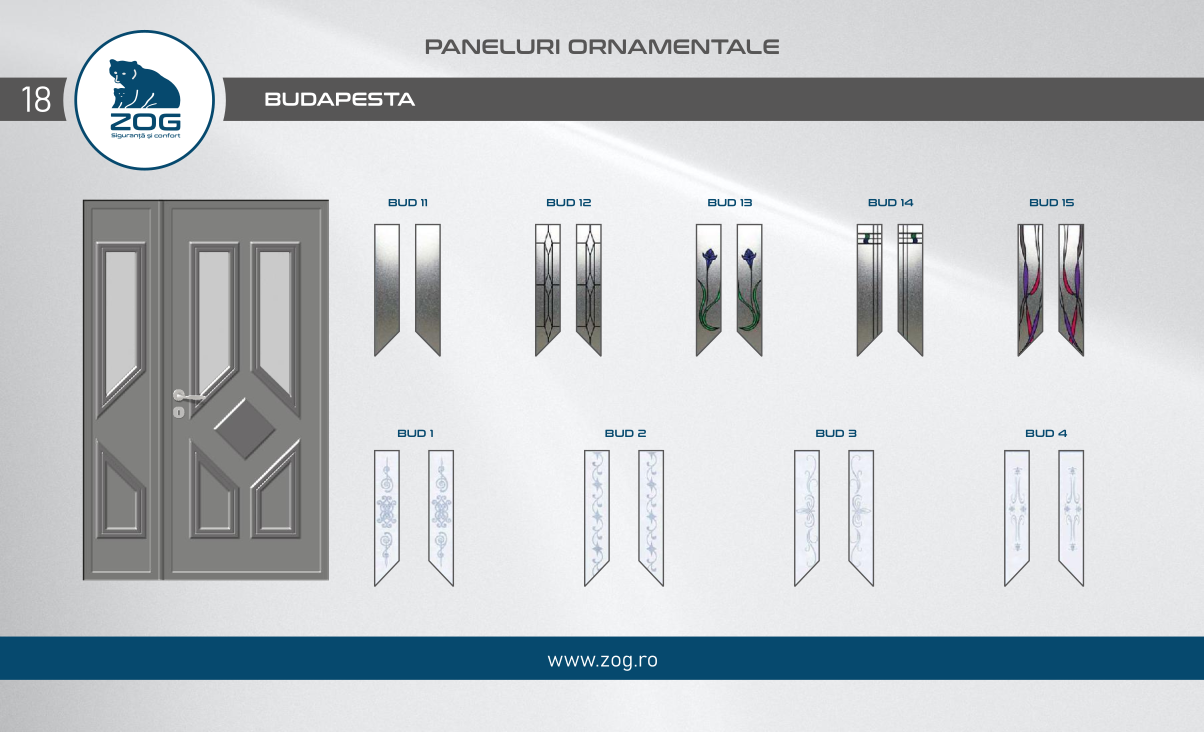 PANELURI ORNAMENTALE
18
BUDAPESTA
ZOG
Siguranță și confort
BUD 11
BUD 12
BUD 13
BUD 14
BUD 15
BUD 1
BUD 2
BUD 3
BUD 4
www.zog.ro